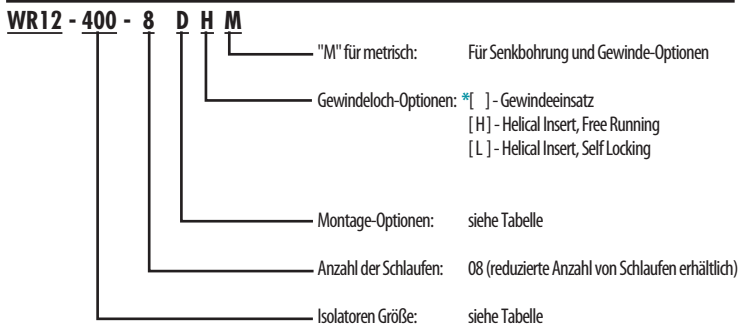 WR12 - 400 - 8 D H M
"M" für metrisch: Für Senkbohrung und Gewinde-Optionen
Gewindeloch-Optionen: *[ ] - Gewindeeinsatz
[ H ] - Helical Insert, Free Running
[ L ] - Helical Insert, Self Locking
Montage-Optionen: siehe Tabelle
Anzahl der Schlaufen: 08 (reduzierte Anzahl von Schlaufen erhältlich)
Isolatoren Größe: siehe Tabelle